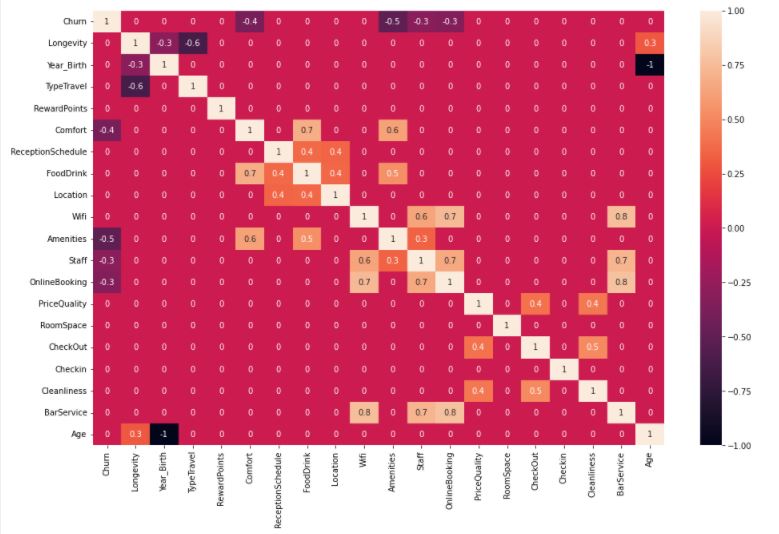 Churn 1 0 0 0 0 -0.4 0 0 0 0 -0.5 -0.3 -0.3 0 0 0 0 0 0 0
Longevity 0 1 -0.3 -0.6 0 0 0 0 0 0 0 0 0 0 0 0 0 0 0 0.3
Year_Birth 0 -0.3 1 0 0 0 0 0 0 0 0 0 0 0 0 0 0 0 0 -1
TypeTravel 0 -0.6 0 1 0 0 0 0 0 0 0 0 0 0 0 0 0 0 0 0
RewardPoints 0 0 0 0 1 0 0 0 0 0 0 0 0 0 0 0 0 0 0 0
Comfort -0.4 0 0 0 0 1 0 0.7 0 0 0.6 0 0 0 0 0 0 0 0 0
ReceptionSchedule 0 0 0 0 0 0 1 0.4 0.4 0 0 0 0 0 0 0 0 0 0 0
FoodDrink 0 0 0 0 0 0.7 0.4 1 0.4 0 0.5 0 0 0 0 0 0 0 0 0
Location 0 0 0 0 0 0 0.4 0.4 1 0 0 0 0 0 0 0 0 0 0 0
Wifi 0 0 0 0 0 0 0 0 0 1 0 0.6 0.7 0 0 0 0 0 0.8 0
Amenities -0.5 0 0 0 0 0.6 0 0.5 0 0 1 0.3 0 0 0 0 0 0 0 0
Staff -0.3 0 0 0 0 0 0 0 0 0.6 0.3 1 0.7 0 0 0 0 0 0.7 0
OnlineBooking -0.3 0 0 0 0 0 0 0 0 0.7 0 0.7 1 0 0 0 0 0 0.8 0
PriceQuality 0 0 0 0 0 0 0 0 0 0 0 0 0 1 0 0.4 0 0.4 0 0
RoomSpace 0 0 0 0 0 0 0 0 0 0 0 0 0 0 1 0 0 0 0 0
CheckOut 0 0 0 0 0 0 0 0 0 0 0 0 0 0.4 0 1 0 0.5 0 0
Checkin 0 0 0 0 0 0 0 0 0 0 0 0 0 0 0 0 1 0 0 0
Cleanliness 0 0 0 0 0 0 0 0 0 0 0 0 0 0.4 0 0.5 0 1 0 0
BarService 0 0 0 0 0 0 0 0 0 0.8 0 0.7 0.8 0 0 0 0 0 1 0
Age 0 0.3 -1 0 0 0 0 0 0 0 0 0 0 0 0 0 0 0 0 1
Churn
Longevity
Year_Birth
TypeTravel
RewardPoints
Comfort
ReceptionSchedule
FoodDrink
Location
Wifi
Amenities
Staff
OnlineBooking
PriceQuality
RoomSpace
CheckOut
Checkin
Cleanliness
BarService
Age
1.00
0.75
0.50
0.25
0.00
−0.25
−0.50
−0.75
−1.00